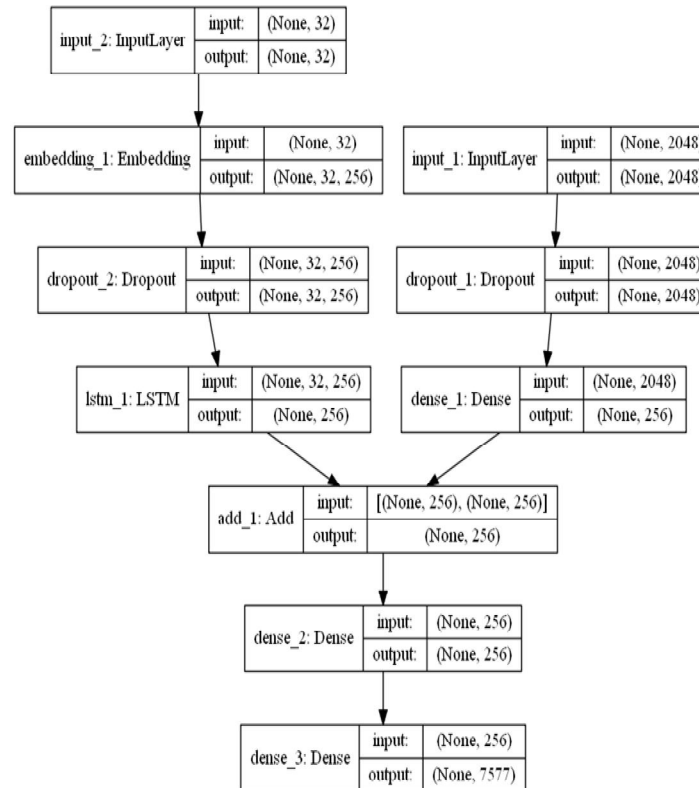 input_2: InputLayer
input: (None, 32)
output: (None, 32)
embedding_1: Embedding
input: (None, 32)
output: (None, 32, 256)
input_1: InputLayer
input: (None, 2048)
output: (None, 2048)
dropout_2: Dropout
input: (None, 32, 256)
output: (None, 32, 256)
dropout_1: Dropout
input: (None, 2048)
output: (None, 2048)
lstm_1: LSTM
input: (None, 32, 256)
output: (None, 256)
dense_1: Dense
input: (None, 2048)
output: (None, 256)
add_1: Add
input: [(None, 256), (None, 256)]
output: (None, 256)
dense_2: Dense
input: (None, 256)
output: (None, 256)
dense_3: Dense
input: (None, 256)
output: (None, 7577)